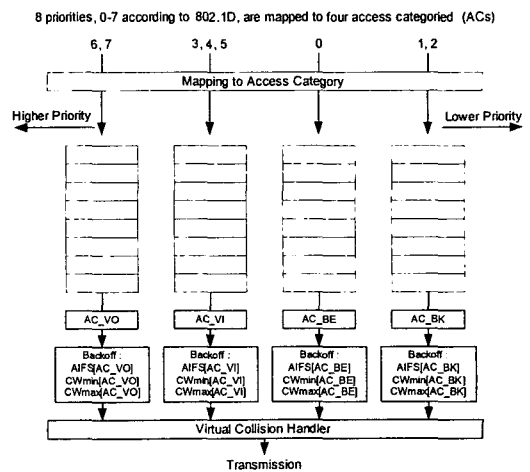 8 priorities, 0-7 according to 802.1D, are mapped to four access categoried (ACs)
6, 7 3, 4, 5 0 1, 2
Mapping to Access Category
Higher Priority Lower Priority
AC_VO AC_VI AC_BE AC_BK
Backoff : Backoff : Backoff : Backoff :
AIFS[AC_VO] AIFS[AC_VI] AIFS[AC_BE] AIFS[AC_BK]
CWmin[AC_VO] CWmin[AC_VI] CWmin[AC_BE] CWmin[AC_BK]
CWmax[AC_VO] CWmax[AC_VI] CWmax[AC_BE] CWmax[AC_BK]
Virtual Collision Handler
Transmission